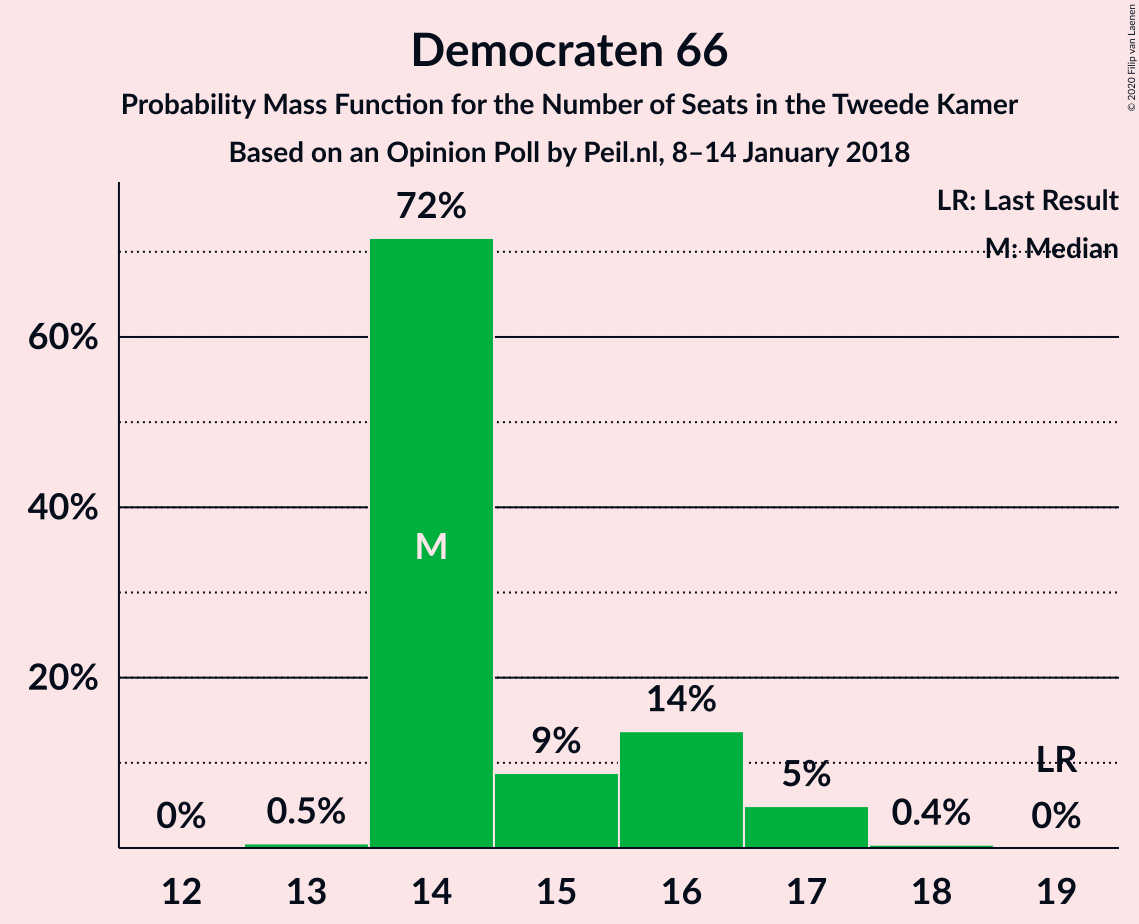 Democraten 66
Probability Mass Function for the Number of Seats in the Tweede Kamer
Based on an Opinion Poll by Peil.nl, 8–14 January 2018
© 2020 Filip van Laenen
LR: Last Result
M: Median
60%
40%
20%
0%
0.5%
72%
M
9%
14%
5%
0.4%
LR
0%
12
13
14
15
16
17
18
19